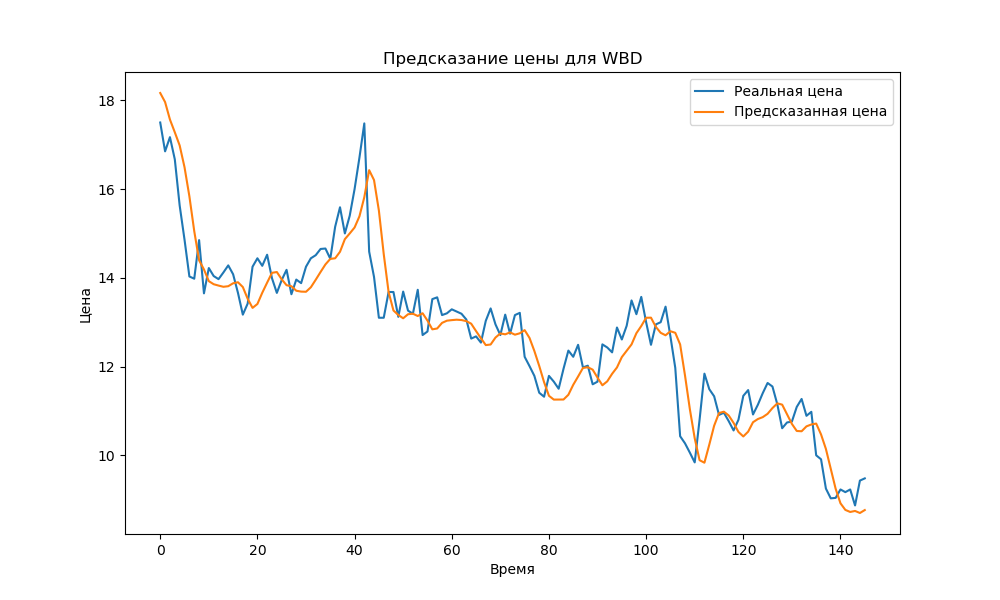 Предсказание цены для WBD
Реальная цена
Предсказанная цена
Цена
18
16
14
12
10
0 20 40 60 80 100 120 140
Время